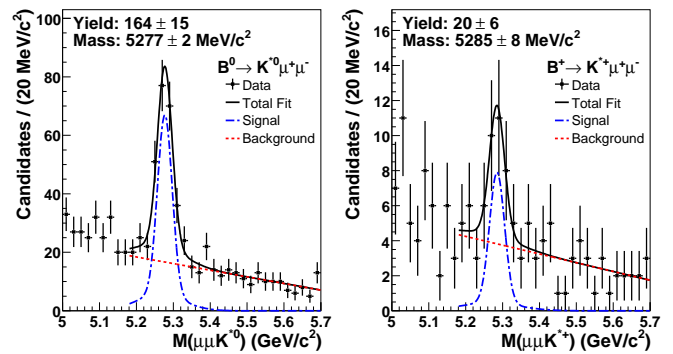 Yield: 164 ± 15
Mass: 5277 ± 2 MeV/c²
B⁰→ K*⁰μ⁺μ⁻
Data
Total Fit
Signal
Background
Candidates / (20 MeV/c²)
100
80
60
40
20
0
5 5.1 5.2 5.3 5.4 5.5 5.6 5.7
M(μμK*⁰) (GeV/c²)
Yield: 20 ± 6
Mass: 5285 ± 8 MeV/c²
B⁺→ K*⁺μ⁺μ⁻
Data
Total Fit
Signal
Background
Candidates / (20 MeV/c²)
16
14
12
10
8
6
4
2
0
5 5.1 5.2 5.3 5.4 5.5 5.6 5.7
M(μμK*⁺) (GeV/c²)